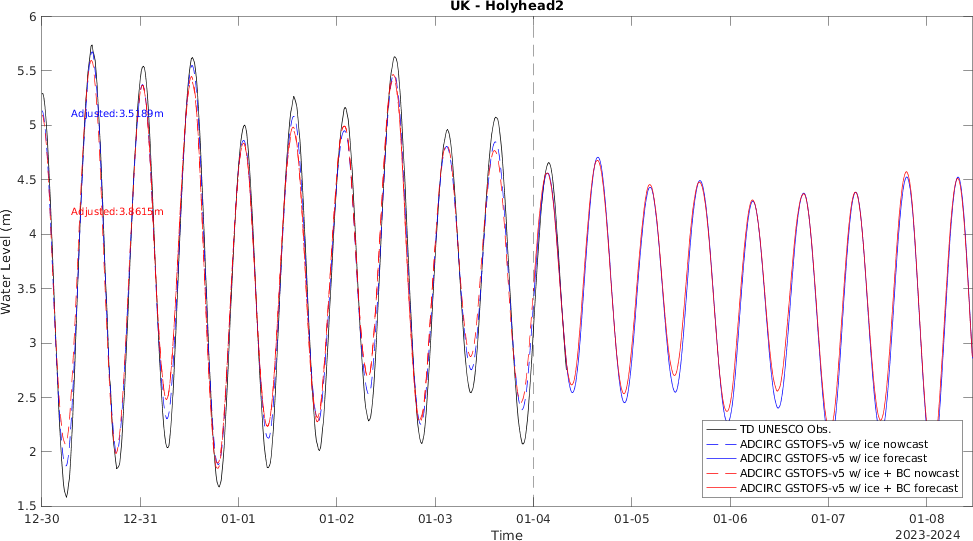 UK - Holyhead2
6
5.5
5
4.5
4
3.5
3
2.5
2
1.5
Water Level (m)
Adjusted:3.5189m
Adjusted:3.8615m
TD UNESCO Obs.
ADCIRC GSTOFS-v5 w/ ice nowcast
ADCIRC GSTOFS-v5 w/ ice forecast
ADCIRC GSTOFS-v5 w/ ice + BC nowcast
ADCIRC GSTOFS-v5 w/ ice + BC forecast
12-30 12-31 01-01 01-02 01-03 01-04 01-05 01-06 01-07 01-08
Time
2023-2024